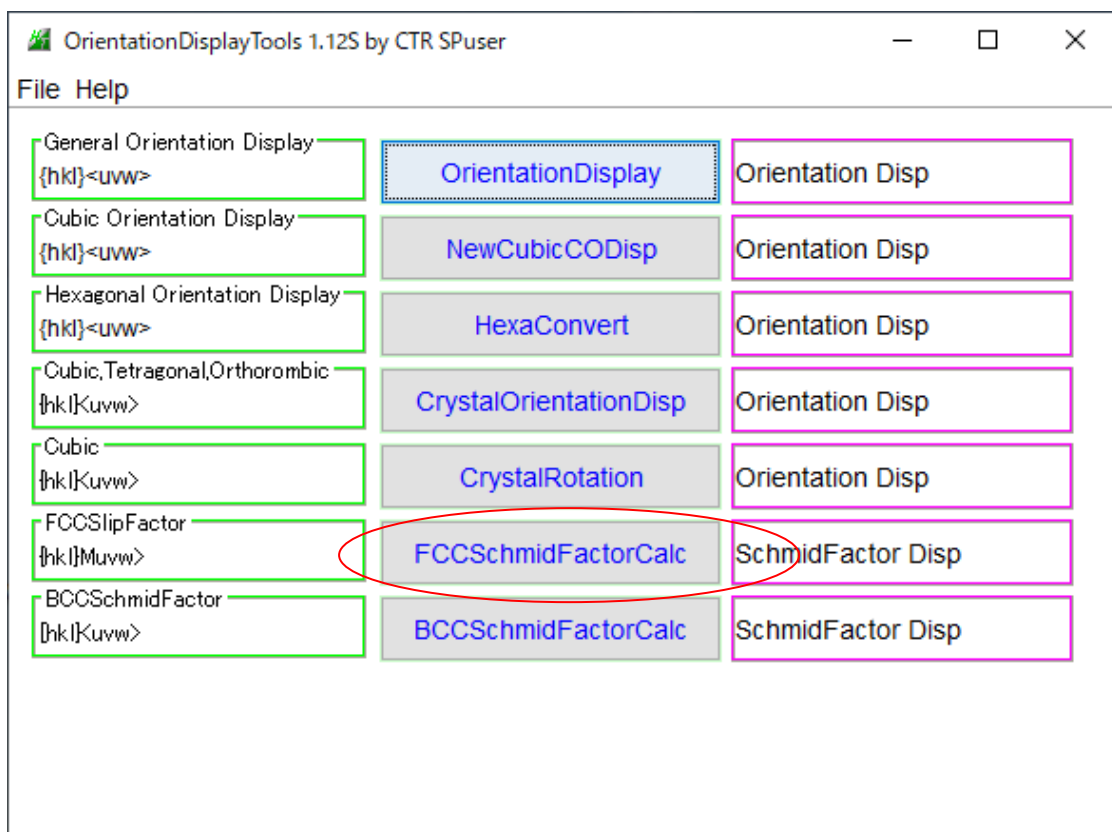 OrientationDisplayTools 1.12S by CTR SPuser
File Help
General Orientation Display
{hkl}<uvw>
OrientationDisplay
Orientation Disp
Cubic Orientation Display
{hkl}<uvw>
NewCubicCODisp
Orientation Disp
Hexagonal Orientation Display
{hkl}<uvw>
HexaConvert
Orientation Disp
Cubic,Tetragonal,Orthorombic
{hkl}<uvw>
CrystalOrientationDisp
Orientation Disp
Cubic
{hkl}<uvw>
CrystalRotation
Orientation Disp
FCCSlipFactor
{hkl}Muvw>
FCCSchmidFactorCalc
SchmidFactor Disp
BCCSchmidFactor
[hkl]<uvw>
BCCSchmidFactorCalc
SchmidFactor Disp